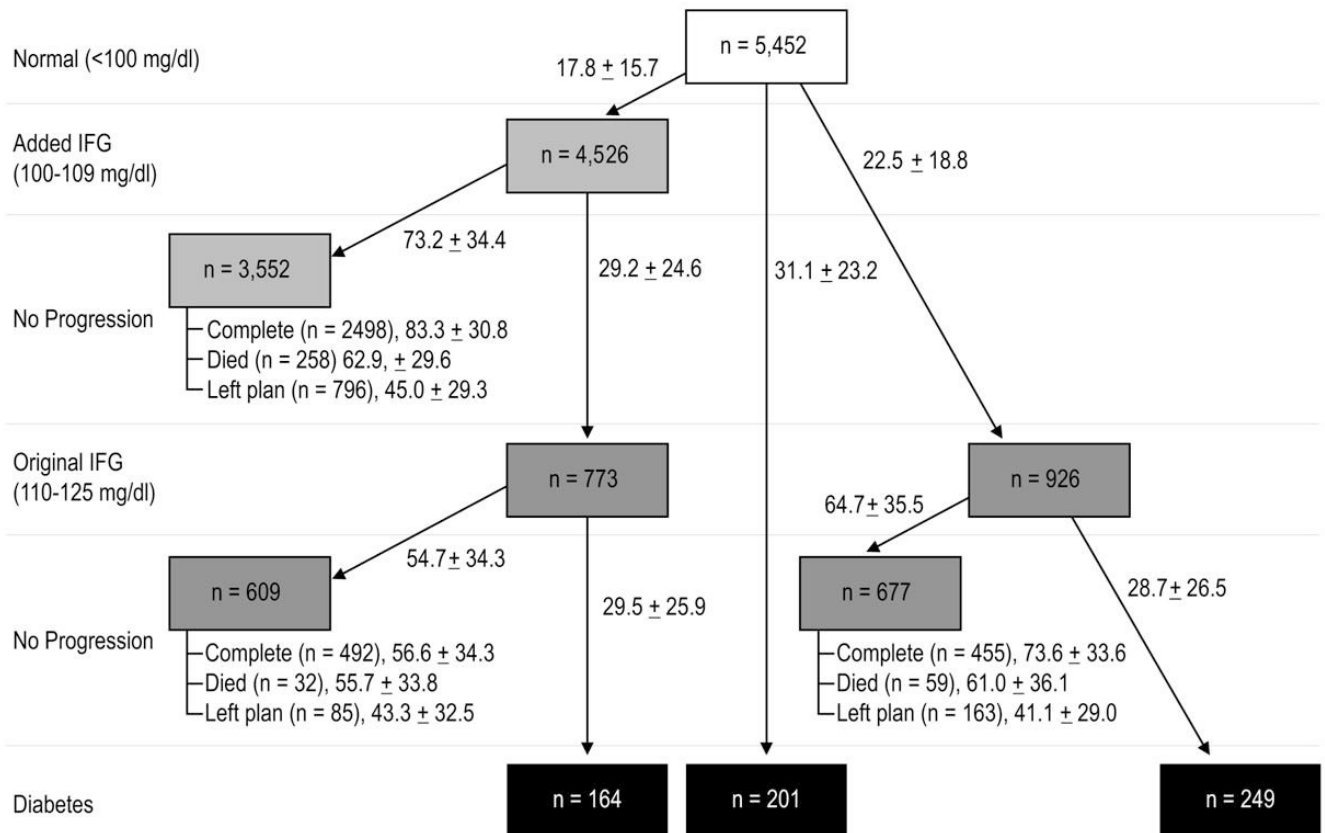 Normal (<100 mg/dl)
n = 5,452
17.8 ± 15.7
Added IFG
(100-109 mg/dl)
n = 4,526
22.5 ± 18.8
73.2 ± 34.4
n = 3,552
29.2 ± 24.6
31.1 ± 23.2
No Progression
Complete (n = 2498), 83.3 ± 30.8
Died (n = 258) 62.9, ± 29.6
Left plan (n = 796), 45.0 ± 29.3
Original IFG
(110-125 mg/dl)
n = 773
n = 926
64.7± 35.5
54.7± 34.3
n = 609
29.5 ± 25.9
n = 677
28.7± 26.5
No Progression
Complete (n = 492), 56.6 ± 34.3
Died (n = 32), 55.7 ± 33.8
Left plan (n = 85), 43.3 ± 32.5
Complete (n = 455), 73.6 ± 33.6
Died (n = 59), 61.0 ± 36.1
Left plan (n = 163), 41.1 ± 29.0
Diabetes
n = 164
n = 201
n = 249